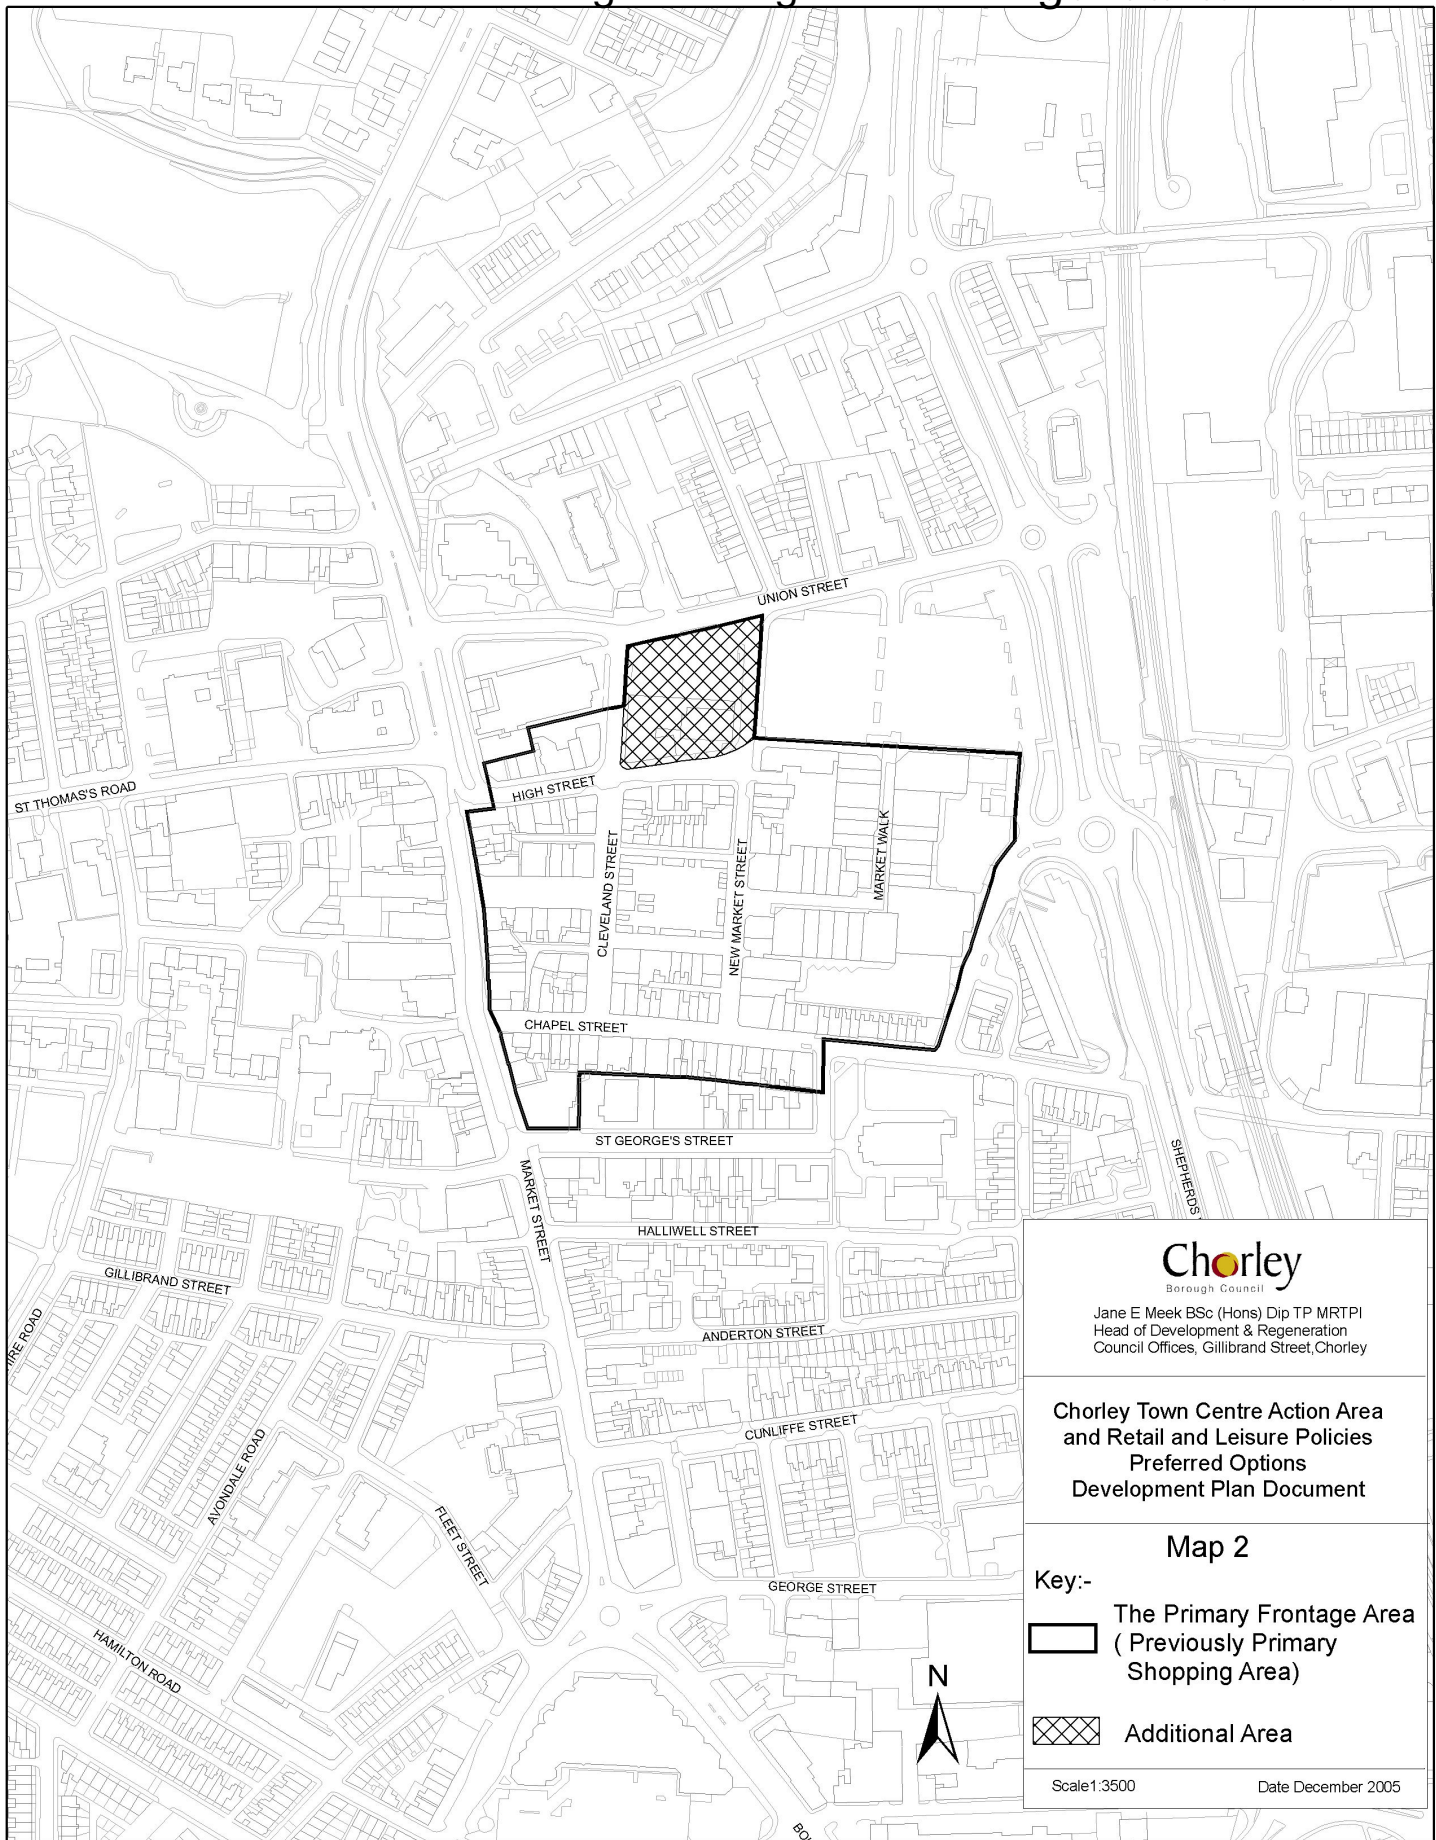 UNION STREET
ST THOMAS'S ROAD
HIGH STREET
CLEVELAND STREET
NEW MARKET STREET
MARKET WALK
CHAPEL STREET
ST GEORGE'S STREET
MARKET STREET
SHEPHERDS
HALLIWELL STREET
GILLIBRAND STREET
ROAD
ANDERTON STREET
CUNLIFFE STREET
AVONDALE ROAD
FLEET STREET
GEORGE STREET
HAMILTON ROAD
N
Chorley
Borough Council
Jane E Meek BSc (Hons) Dip TP MRTPI
Head of Development & Regeneration
Council Offices, Gillibrand Street,Chorley
Chorley Town Centre Action Area
and Retail and Leisure Policies
Preferred Options
Development Plan Document
Map 2
Key:-
The Primary Frontage Area
( Previously Primary
Shopping Area)
Additional Area
Scale1:3500
Date December 2005